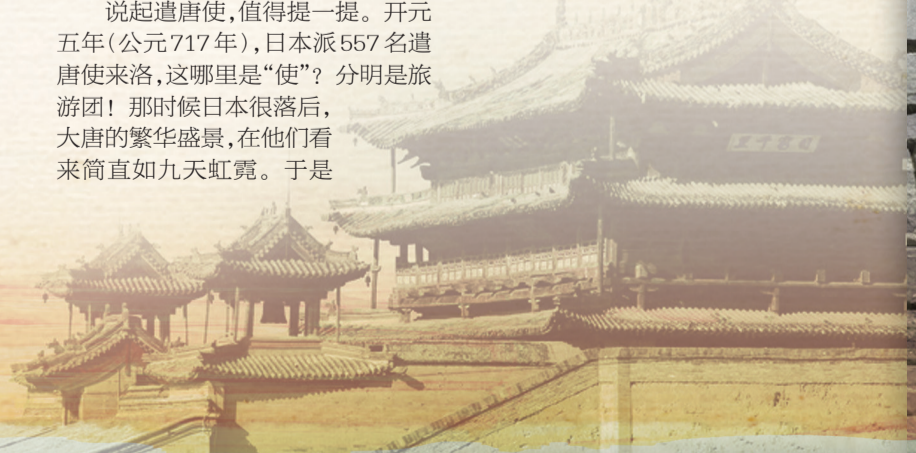 说起遣唐使,值得提一提。开元
五年(公元717年),日本派557名遣
唐使来洛,这哪里是“使”?分明是旅
游团!那时候日本很落后,
大唐的繁华盛景,在他们看
来简直如九天虹霓。于是